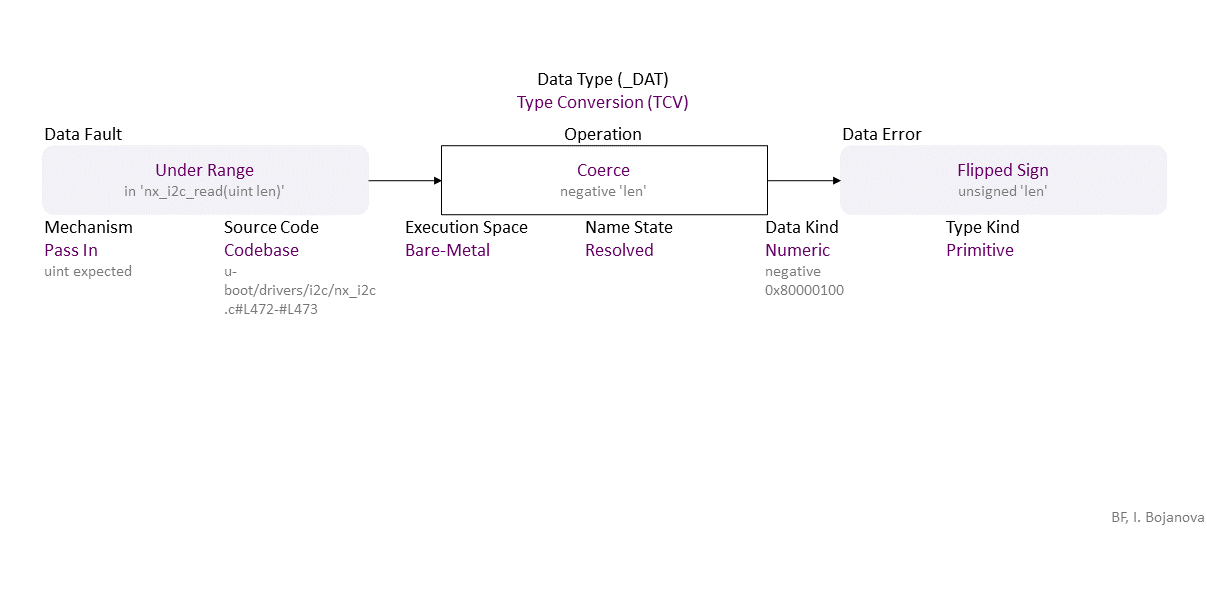 Data Type (_DAT)
Type Conversion (TCV)
Data Fault
Operation
Data Error
Under Range
in 'nx_i2c_read(uint len)'
Coerce
negative 'len'
Flipped Sign
unsigned 'len'
Mechanism
Pass In
uint expected
Source Code
Codebase
u-
boot/drivers/i2c/nx_i2c
.c#L472-#L473
Execution Space
Bare-Metal
Name State
Resolved
Data Kind
Numeric
negative
0x80000100
Type Kind
Primitive
BF, I. Bojanova